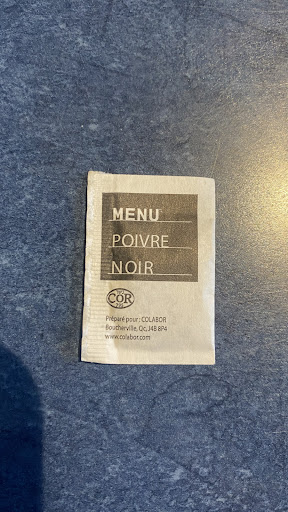 MENU
POIVRE
NOIR
COR
Préparé pour: COLABOR
Boucherville, Qc, J4B 8P4
www.colabor.com